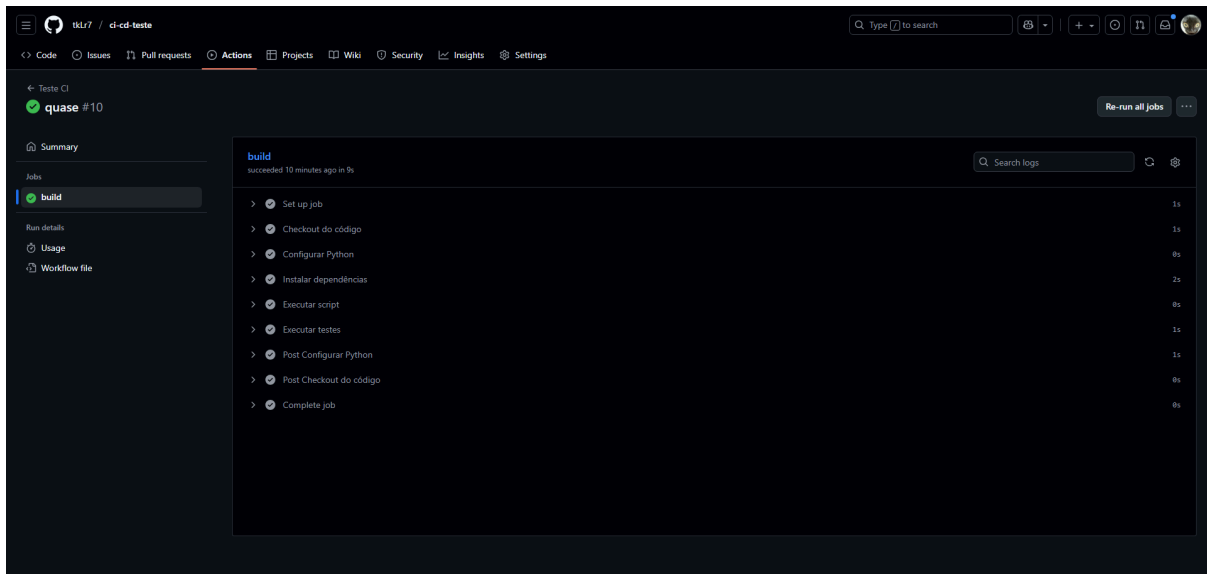 tkLr7 / ci-cd-teste
Type / to search
Code Issues Pull requests Actions Projects Wiki Security Insights Settings
← Teste CI
quase #10
Re-run all jobs
Summary
build
succeeded 10 minutes ago in 9s
Search logs
Jobs
build
Run details
Usage
Workflow file
Set up job 1s
Checkout do código 1s
Configurar Python 0s
Instalar dependências 2s
Executar script 0s
Executar testes 1s
Post Configurar Python 1s
Post Checkout do código 0s
Complete job 0s